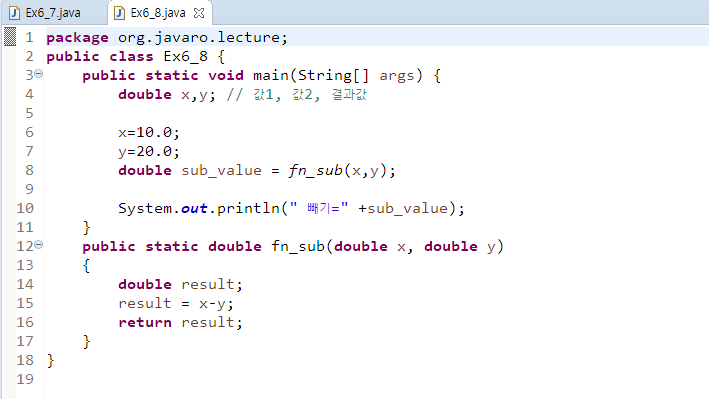 Ex6_7.java Ex6_8.java
1 package org.javaro.lecture;
2 public class Ex6_8 {
3 public static void main(String[] args) {
4 double x,y; // 값1, 값2, 결과값
5
6 x=10.0;
7 y=20.0;
8 double sub_value = fn_sub(x,y);
9
10 System.out.println(" 빼기=" +sub_value);
11 }
12 public static double fn_sub(double x, double y)
13 {
14 double result;
15 result = x-y;
16 return result;
17 }
18 }
19